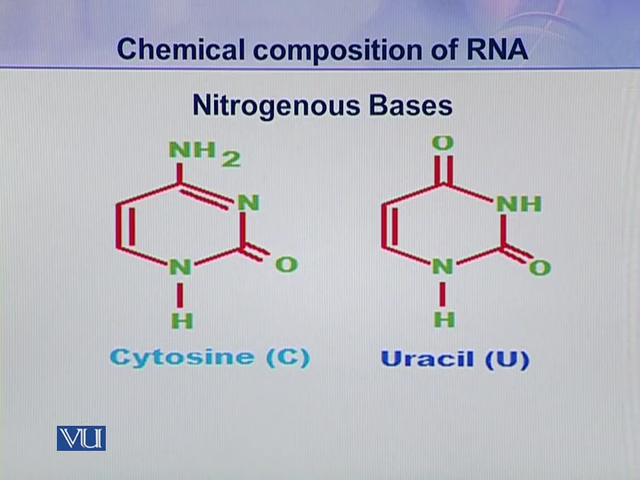 Chemical composition of RNA
Nitrogenous Bases
NH2
O
N
NH
O
O
N
N
H
H
Cytosine (C)
Uracil (U)
VU